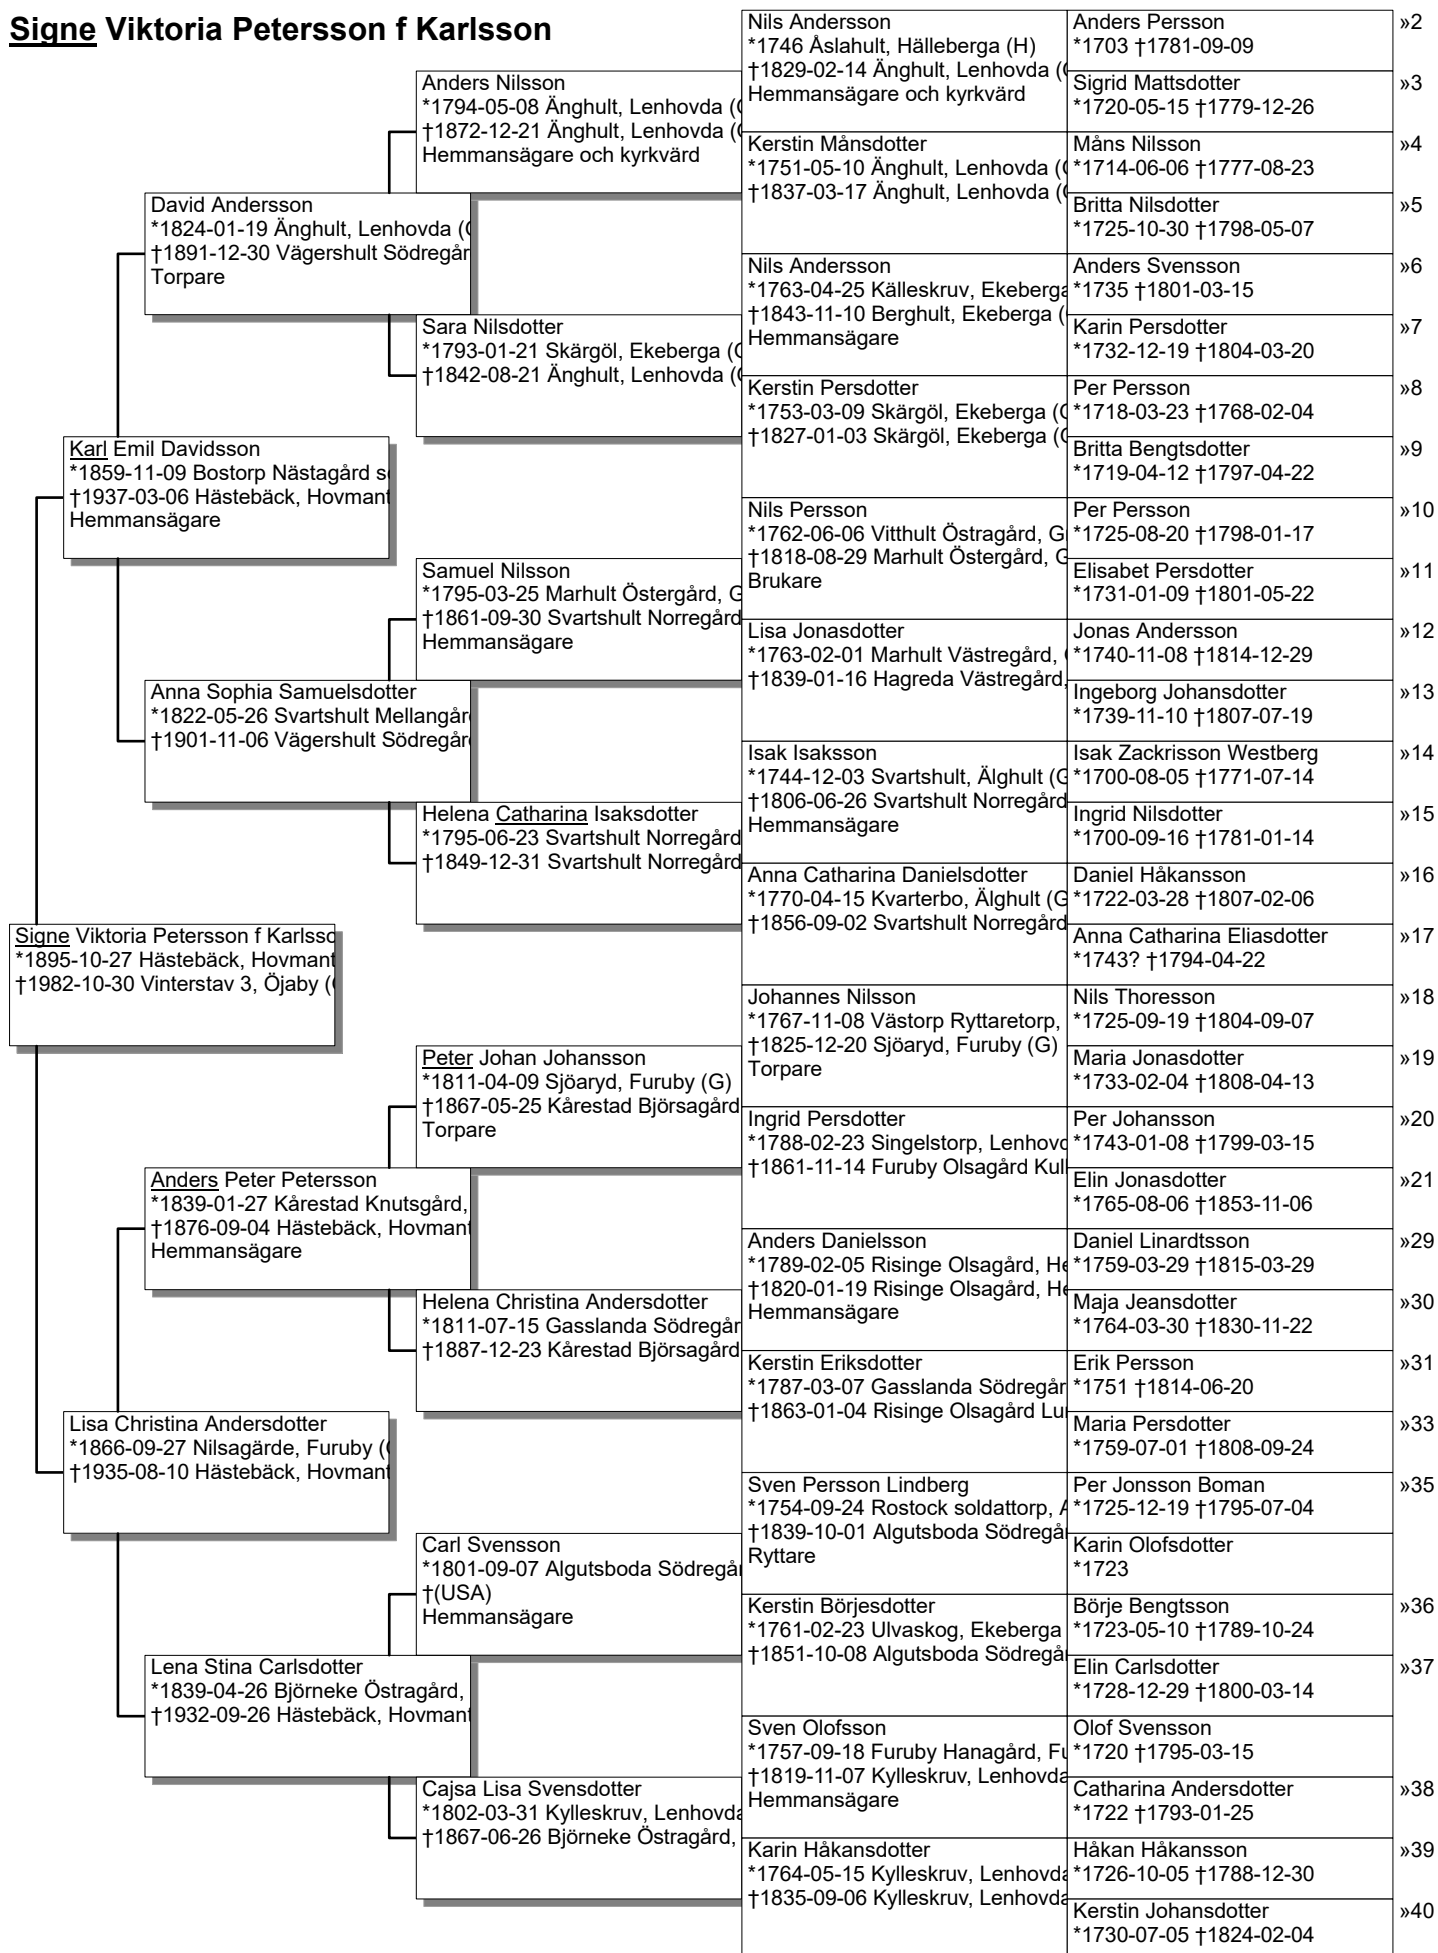 Signe Viktoria Petersson f Karlsson
Signe Viktoria Petersson f Karlsso
*1895-10-27 Hästebäck, Hovmant
†1982-10-30 Vinterstav 3, Öjaby (
Karl Emil Davidsson
*1859-11-09 Bostorp Nästagård s
†1937-03-06 Hästebäck, Hovmant
Hemmansägare
Lisa Christina Andersdotter
*1866-09-27 Nilsagärde, Furuby (
†1935-08-10 Hästebäck, Hovmant
David Andersson
*1824-01-19 Änghult, Lenhovda (
†1891-12-30 Vägershult Södregår
Torpare
Anna Sophia Samuelsdotter
*1822-05-26 Svartshult Mellangår
†1901-11-06 Vägershult Södregår
Anders Peter Petersson
*1839-01-27 Kårestad Knutsgård,
†1876-09-04 Hästebäck, Hovmant
Hemmansägare
Lena Stina Carlsdotter
*1839-04-26 Björneke Östragård,
†1932-09-26 Hästebäck, Hovmant
Anders Nilsson
*1794-05-08 Änghult, Lenhovda (
†1872-12-21 Änghult, Lenhovda (
Hemmansägare och kyrkvärd
Sara Nilsdotter
*1793-01-21 Skärgöl, Ekeberga (
†1842-08-21 Änghult, Lenhovda (
Samuel Nilsson
*1795-03-25 Marhult Östergård, G
†1861-09-30 Svartshult Norregård
Hemmansägare
Helena Catharina Isaksdotter
*1795-06-23 Svartshult Norregård
†1849-12-31 Svartshult Norregård
Peter Johan Johansson
*1811-04-09 Sjöaryd, Furuby (G)
†1867-05-25 Kårestad Björsagård
Torpare
Helena Christina Andersdotter
*1811-07-15 Gasslanda Södregår
†1887-12-23 Kårestad Björsagård
Carl Svensson
*1801-09-07 Algutsboda Södregår
†(USA)
Hemmansägare
Cajsa Lisa Svensdotter
*1802-03-31 Kylleskruv, Lenhovda
†1867-06-26 Björneke Östragård,
Nils Andersson
*1746 Åslahult, Hälleberga (H)
†1829-02-14 Änghult, Lenhovda (
Hemmansägare och kyrkvärd
Kerstin Månsdotter
*1751-05-10 Änghult, Lenhovda (
†1837-03-17 Änghult, Lenhovda (
Nils Andersson
*1763-04-25 Källeskruv, Ekeberga
†1843-11-10 Berghult, Ekeberga (
Hemmansägare
Kerstin Persdotter
*1753-03-09 Skärgöl, Ekeberga (
†1827-01-03 Skärgöl, Ekeberga (
Nils Persson
*1762-06-06 Vitthult Östragård, G
†1818-08-29 Marhult Östergård, G
Brukare
Lisa Jonasdotter
*1763-02-01 Marhult Västregård,
†1839-01-16 Hagreda Västregård,
Isak Isaksson
*1744-12-03 Svartshult, Älghult (G
†1806-06-26 Svartshult Norregård
Hemmansägare
Anna Catharina Danielsdotter
*1770-04-15 Kvarterbo, Älghult (G
†1856-09-02 Svartshult Norregård
Johannes Nilsson
*1767-11-08 Västorp Ryttaretorp,
†1825-12-20 Sjöaryd, Furuby (G)
Torpare
Ingrid Persdotter
*1788-02-23 Singelstorp, Lenhovd
†1861-11-14 Furuby Olsagård Kul
Anders Danielsson
*1789-02-05 Risinge Olsagård, He
†1820-01-19 Risinge Olsagård, He
Hemmansägare
Kerstin Eriksdotter
*1787-03-07 Gasslanda Södregår
†1863-01-04 Risinge Olsagård Lu
Sven Persson Lindberg
*1754-09-24 Rostock soldattorp, A
†1839-10-01 Algutsboda Södregår
Ryttare
Kerstin Börjesdotter
*1761-02-23 Ulvaskog, Ekeberga
†1851-10-08 Algutsboda Södregår
Sven Olofsson
*1757-09-18 Furuby Hanagård, Fu
†1819-11-07 Kylleskruv, Lenhovda
Hemmansägare
Karin Håkansdotter
*1764-05-15 Kylleskruv, Lenhovda
†1835-09-06 Kylleskruv, Lenhovda
Anders Persson »2
*1703 †1781-09-09
Sigrid Mattsdotter »3
*1720-05-15 †1779-12-26
Måns Nilsson »4
*1714-06-06 †1777-08-23
Britta Nilsdotter »5
*1725-10-30 †1798-05-07
Anders Svensson »6
*1735 †1801-03-15
Karin Persdotter »7
*1732-12-19 †1804-03-20
Per Persson »8
*1718-03-23 †1768-02-04
Britta Bengtsdotter »9
*1719-04-12 †1797-04-22
Per Persson »10
*1725-08-20 †1798-01-17
Elisabet Persdotter »11
*1731-01-09 †1801-05-22
Jonas Andersson »12
*1740-11-08 †1814-12-29
Ingeborg Johansdotter »13
*1739-11-10 †1807-07-19
Isak Zackrisson Westberg »14
*1700-08-05 †1771-07-14
Ingrid Nilsdotter »15
*1700-09-16 †1781-01-14
Daniel Håkansson »16
*1722-03-28 †1807-02-06
Anna Catharina Eliasdotter »17
*1743? †1794-04-22
Nils Thoresson »18
*1725-09-19 †1804-09-07
Maria Jonasdotter »19
*1733-02-04 †1808-04-13
Per Johansson »20
*1743-01-08 †1799-03-15
Elin Jonasdotter »21
*1765-08-06 †1853-11-06
Daniel Linardtsson »29
*1759-03-29 †1815-03-29
Maja Jeansdotter »30
*1764-03-30 †1830-11-22
Erik Persson »31
*1751 †1814-06-20
Maria Persdotter »33
*1759-07-01 †1808-09-24
Per Jonsson Boman »35
*1725-12-19 †1795-07-04
Karin Olofsdotter
*1723
Börje Bengtsson »36
*1723-05-10 †1789-10-24
Elin Carlsdotter »37
*1728-12-29 †1800-03-14
Olof Svensson
*1720 †1795-03-15
Catharina Andersdotter »38
*1722 †1793-01-25
Håkan Håkansson »39
*1726-10-05 †1788-12-30
Kerstin Johansdotter »40
*1730-07-05 †1824-02-04